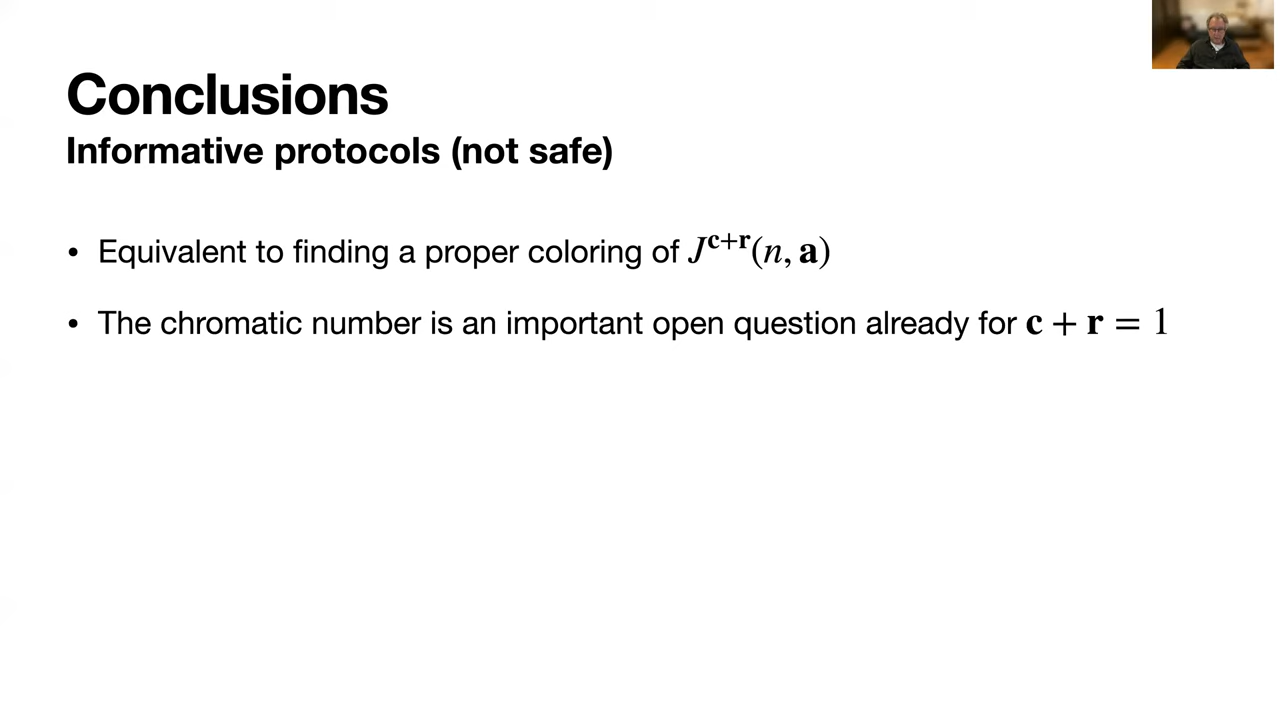 Conclusions
Informative protocols (not safe)
• Equivalent to finding a proper coloring of J^{c+r}(n, a)
• The chromatic number is an important open question already for c + r = 1